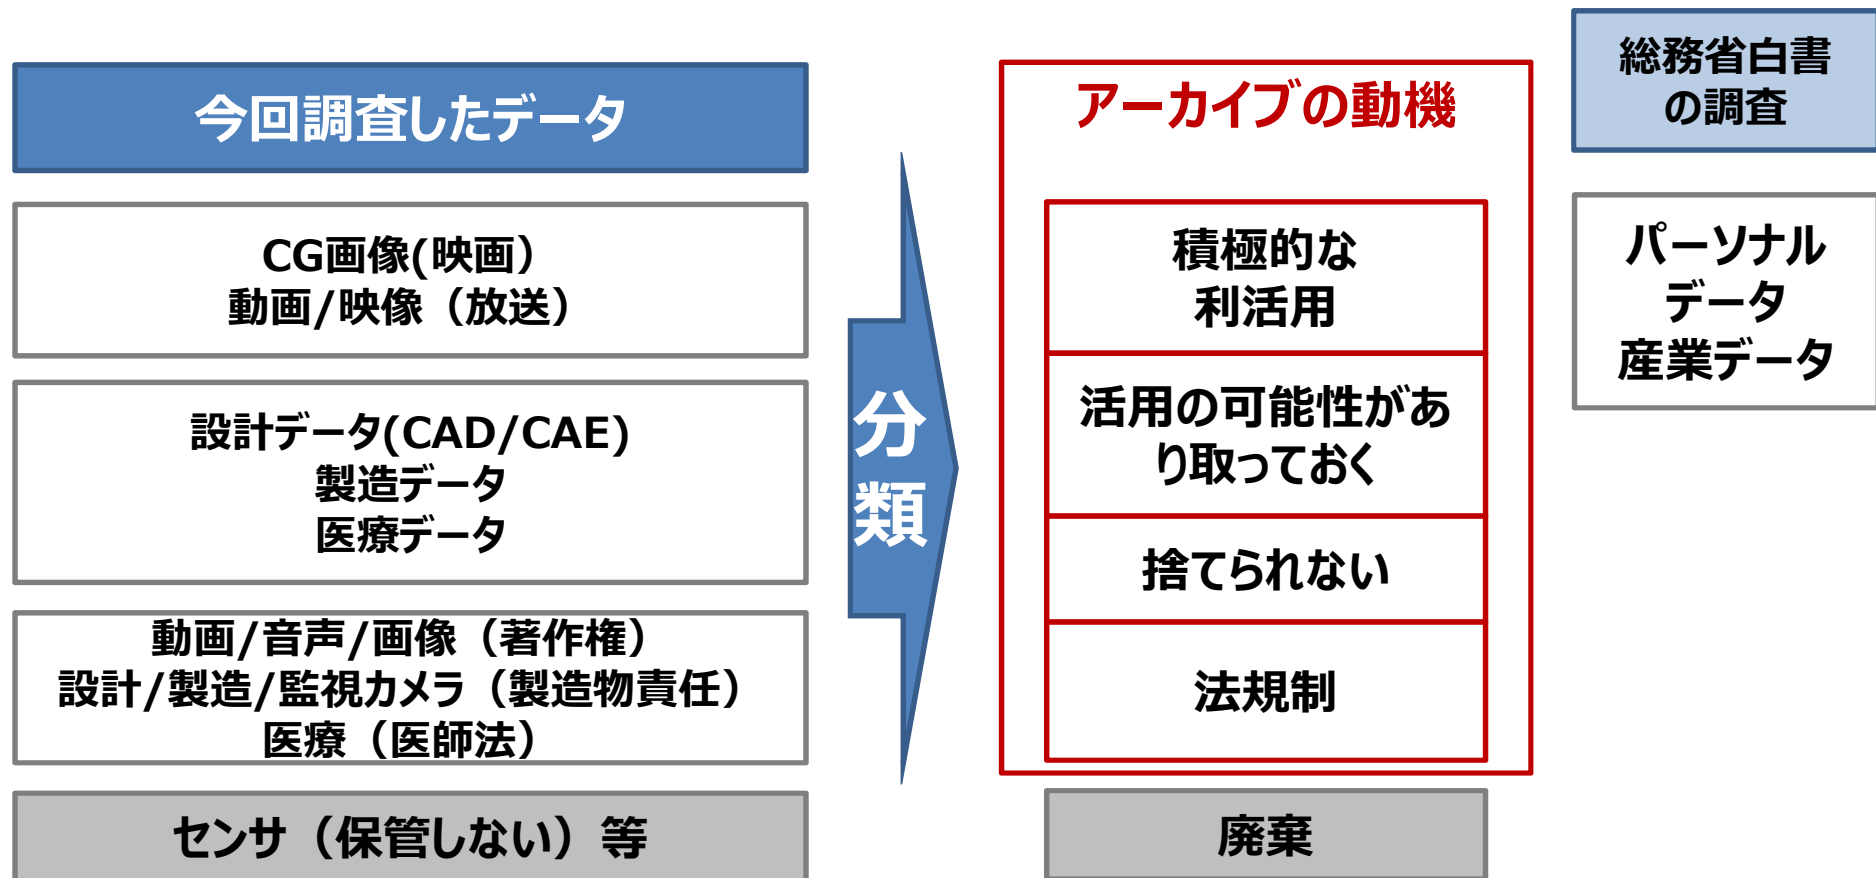 今回調査したデータ
CG画像(映画）
動画/映像（放送）
設計データ(CAD/CAE)
製造データ
医療データ
動画/音声/画像（著作権）
設計/製造/監視カメラ（製造物責任）
医療（医師法）
センサ（保管しない）等
分
類
アーカイブの動機
積極的な
利活用
活用の可能性があ
り取っておく
捨てられない
法規制
廃棄
総務省白書
の調査
パーソナル
データ
産業データ